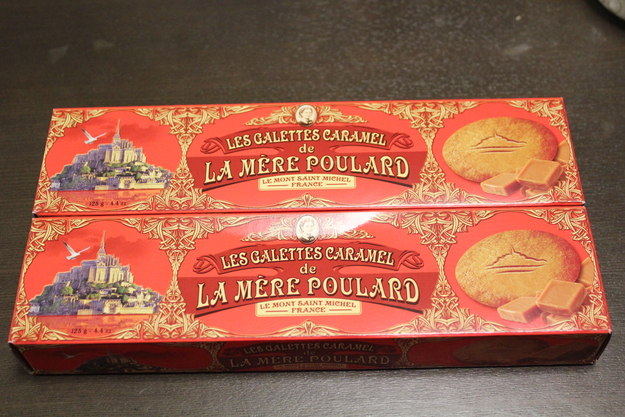 LES GALETTES CARAMEL
de
LA MÈRE POULARD
LE MONT SAINT MICHEL
FRANCE
125 g - 4.4 oz
LES GALETTES CARAMEL
de
LA MÈRE POULARD
LE MONT SAINT MICHEL
FRANCE
125 g - 4.4 oz
LES GALETTES CARAMEL
de
LA MÈRE POULARD